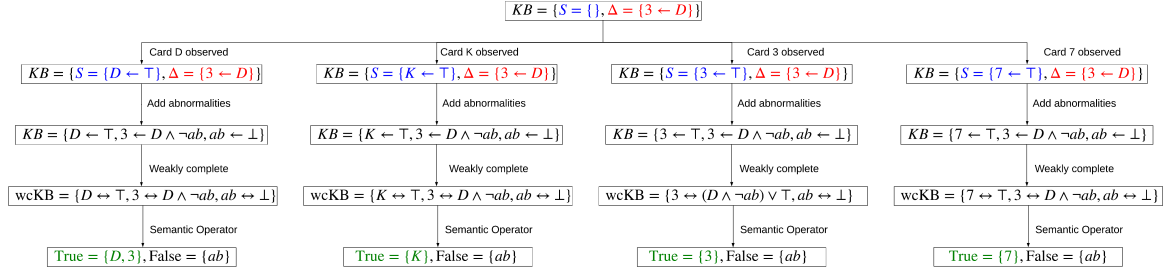 KB = {S = {}, Δ = {3 ← D}}
Card D observed
Card K observed
Card 3 observed
Card 7 observed
KB = {S = {D ← ⊤}, Δ = {3 ← D}}
KB = {S = {K ← ⊤}, Δ = {3 ← D}}
KB = {S = {3 ← ⊤}, Δ = {3 ← D}}
KB = {S = {7 ← ⊤}, Δ = {3 ← D}}
Add abnormalities
Add abnormalities
Add abnormalities
Add abnormalities
KB = {D ← ⊤, 3 ← D ∧ ¬ab, ab ← ⊥}
KB = {K ← ⊤, 3 ← D ∧ ¬ab, ab ← ⊥}
KB = {3 ← ⊤, 3 ← D ∧ ¬ab, ab ← ⊥}
KB = {7 ← ⊤, 3 ← D ∧ ¬ab, ab ← ⊥}
Weakly complete
Weakly complete
Weakly complete
Weakly complete
wcKB = {D ↔ ⊤, 3 ↔ D ∧ ¬ab, ab ↔ ⊥}
wcKB = {K ↔ ⊤, 3 ↔ D ∧ ¬ab, ab ↔ ⊥}
wcKB = {3 ↔ (D ∧ ¬ab) ∨ ⊤, ab ↔ ⊥}
wcKB = {7 ↔ ⊤, 3 ↔ D ∧ ¬ab, ab ↔ ⊥}
Semantic Operator
Semantic Operator
Semantic Operator
Semantic Operator
True = {D, 3}, False = {ab}
True = {K}, False = {ab}
True = {3}, False = {ab}
True = {7}, False = {ab}